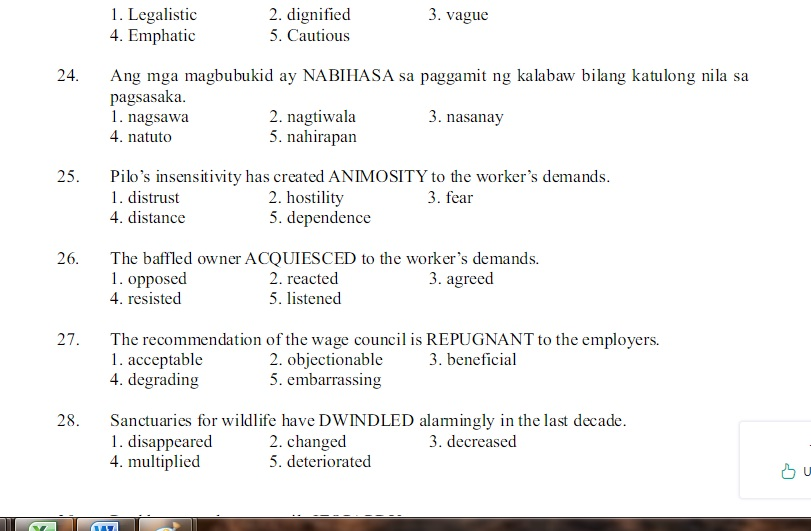 1. Legalistic 2. dignified 3. vague
4. Emphatic 5. Cautious
24. Ang mga magbubukid ay NABIHASA sa paggamit ng kalabaw bilang katulong nila sa
pagsasaka.
1. nagsawa 2. nagtiwala 3. nasanay
4. natuto 5. nahirapan
25. Pilo's insensitivity has created ANIMOSITY to the worker's demands.
1. distrust 2. hostility 3. fear
4. distance 5. dependence
26. The baffled owner ACQUIESCED to the worker's demands.
1. opposed 2. reacted 3. agreed
4. resisted 5. listened
27. The recommendation of the wage council is REPUGNANT to the employers.
1. acceptable 2. objectionable 3. beneficial
4. degrading 5. embarrassing
28. Sanctuaries for wildlife have DWINDLED alarmingly in the last decade.
1. disappeared 2. changed 3. decreased
4. multiplied 5. deteriorated